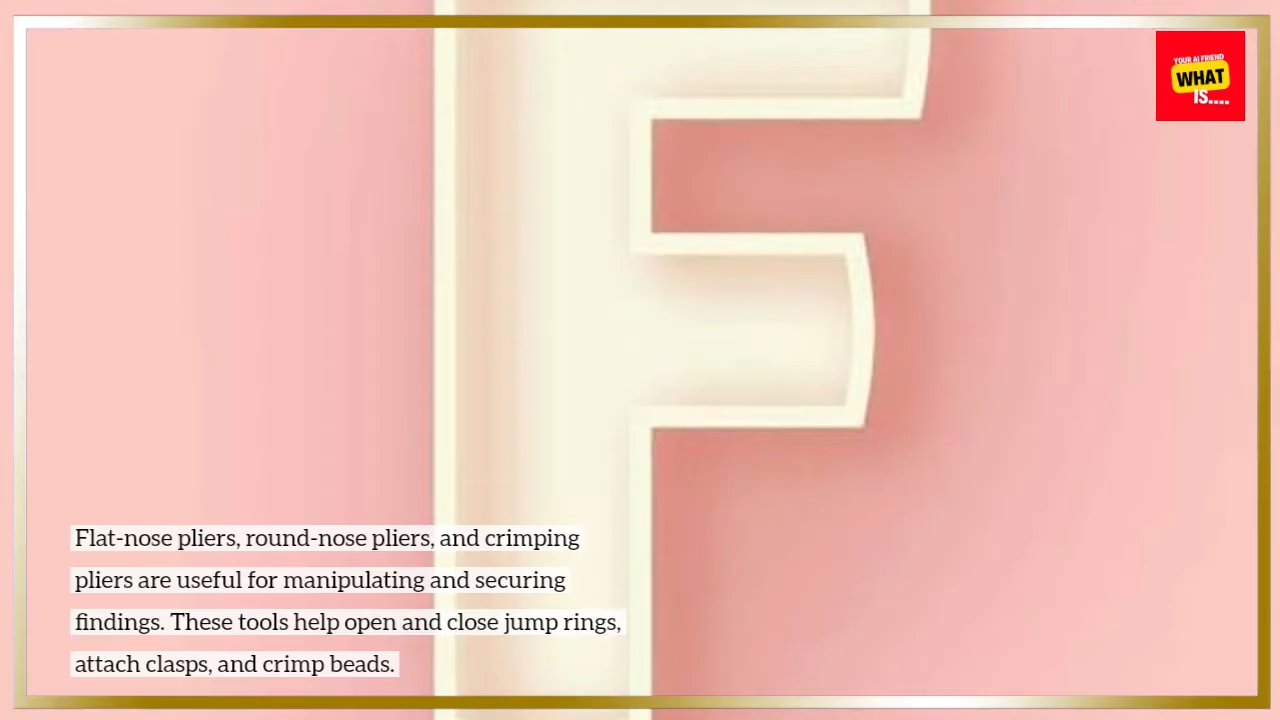 F
YOUR AI FRIEND
WHAT
IS....
Flat-nose pliers, round-nose pliers, and crimping
pliers are useful for manipulating and securing
findings. These tools help open and close jump rings,
attach clasps, and crimp beads.